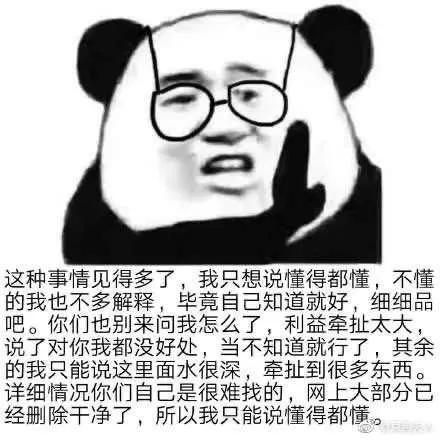 这种事情见得多了，我只想说懂得都懂，不懂
的我也不多解释，毕竟自己知道就好，细细品
吧。你们也别来问我怎么了，利益牵扯太大，
说了对你我都没好处，当不知道就行了，其余
的我只能说这里面水很深，牵扯到很多东西。
详细情况你们自己是很难找的，网上大部分已
经删除干净了，所以我只能说懂得都懂。